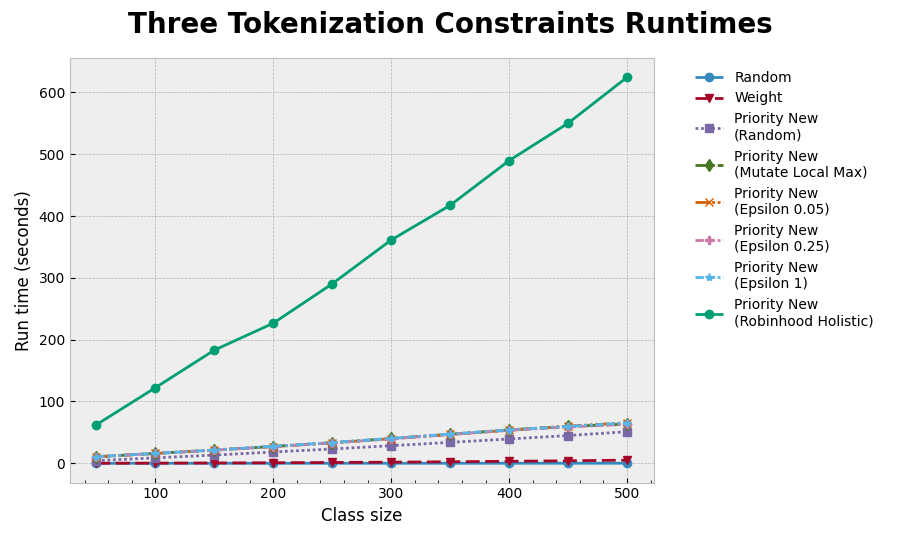 Three Tokenization Constraints Runtimes
600
500
400
300
200
100
0
Run time (seconds)
100
200
300
400
500
Class size
Random
Weight
Priority New
(Random)
Priority New
(Mutate Local Max)
Priority New
(Epsilon 0.05)
Priority New
(Epsilon 0.25)
Priority New
(Epsilon 1)
Priority New
(Robinhood Holistic)